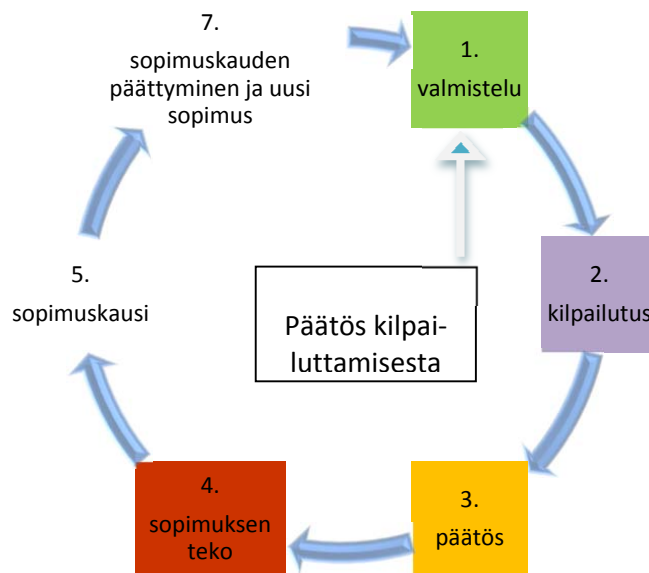 7.
sopimuskauden
päättyminen ja uusi
sopimus
1.
valmistelu
2.
kilpailutus
3.
päätös
4.
sopimuksen
teko
5.
sopimuskausi
Päätös kilpai-
luttamisesta